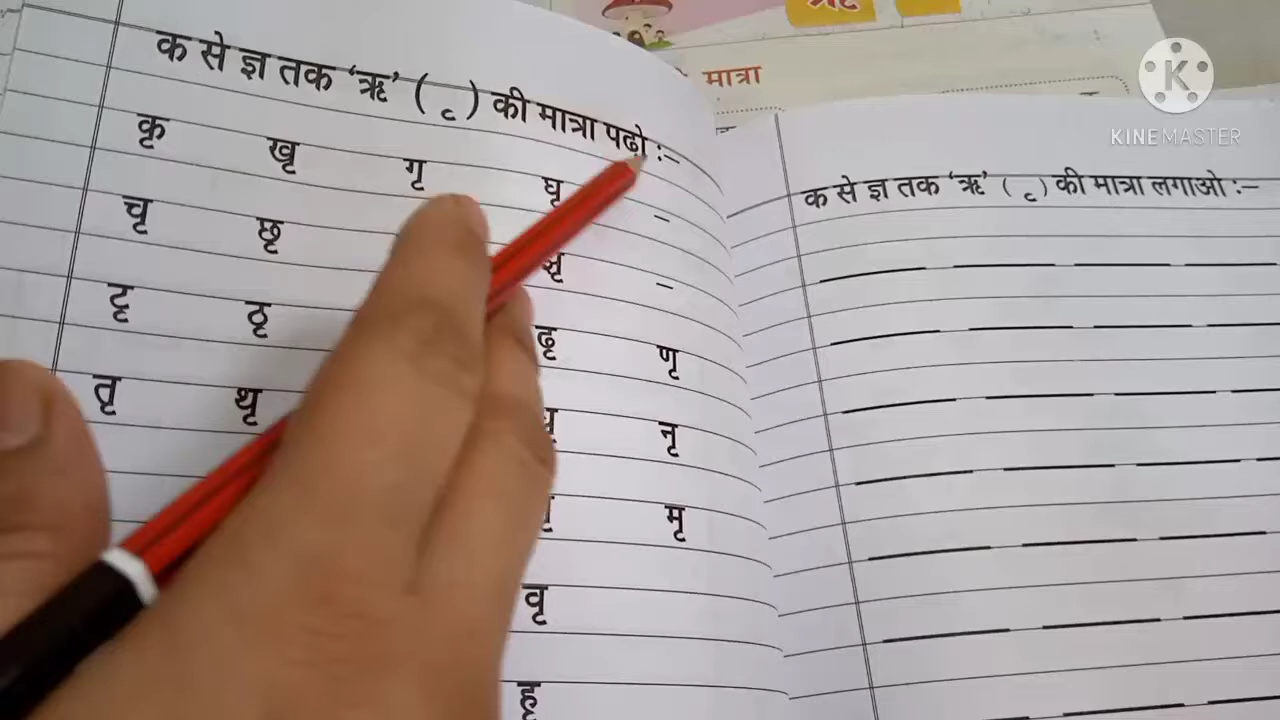 ऋ
मात्रा
KINEMASTER
क से ज्ञ तक 'ऋ' ( ृ ) की मात्रा पढ़ो :–
कृ खृ गृ घृ –
चृ छृ झृ –
टृ ठृ ढृ णृ
तृ थृ धृ नृ
मृ
वृ
हृ
क से ज्ञ तक 'ऋ' ( ृ ) की मात्रा लगाओ :–